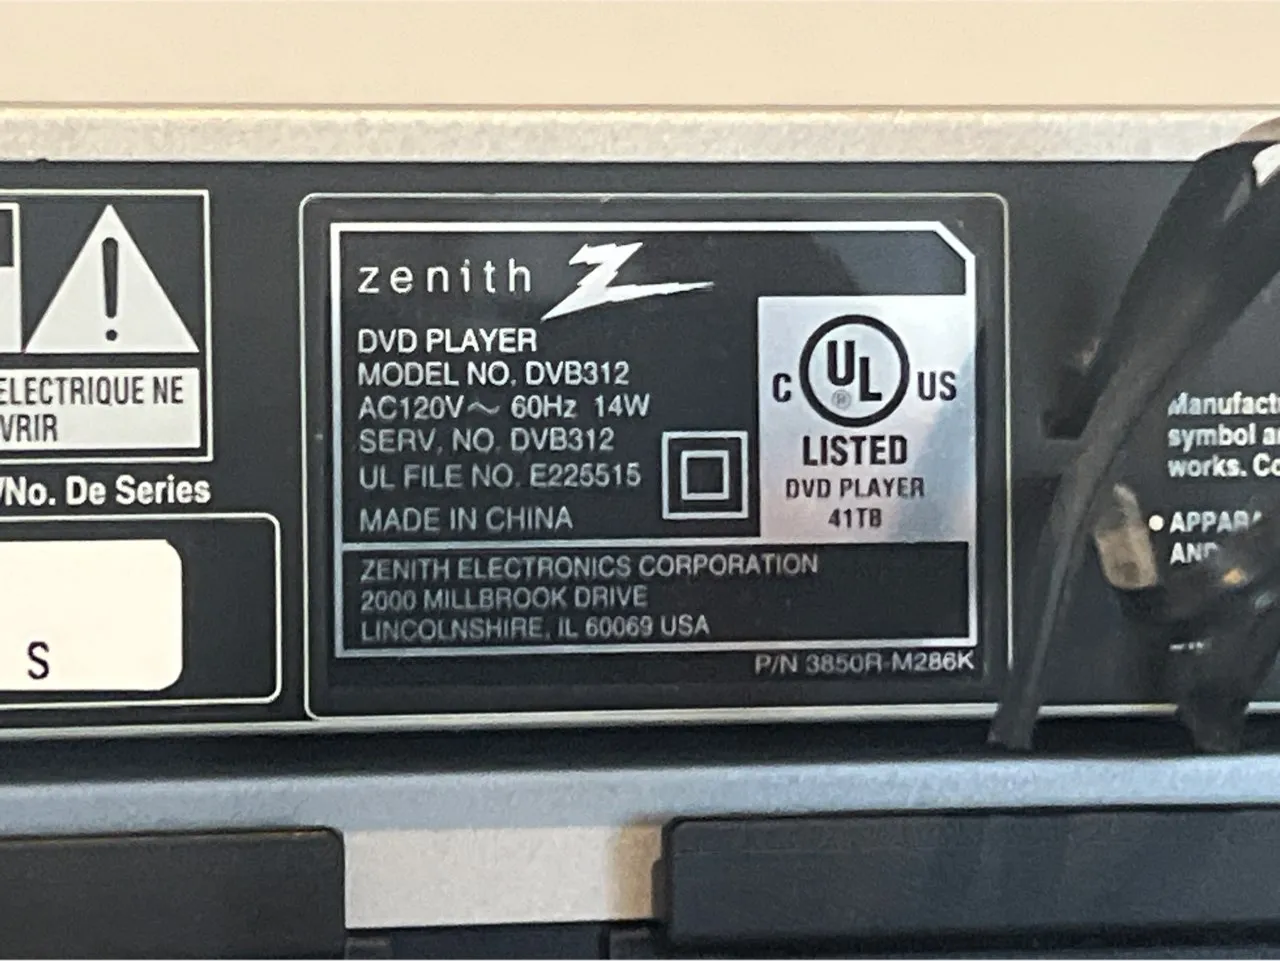 ELECTRIQUE NE
VRIR
/No. De Series
S
zenith
DVD PLAYER
MODEL NO. DVB312
AC120V~ 60Hz 14W
SERV. NO. DVB312
UL FILE NO. E225515
MADE IN CHINA
C UL ® US
LISTED
DVD PLAYER
41TB
ZENITH ELECTRONICS CORPORATION
2000 MILLBROOK DRIVE
LINCOLNSHIRE, IL 60069 USA
P/N 3850R-M286K
Manufact
symbol a
works. Co
• APPARA
AND